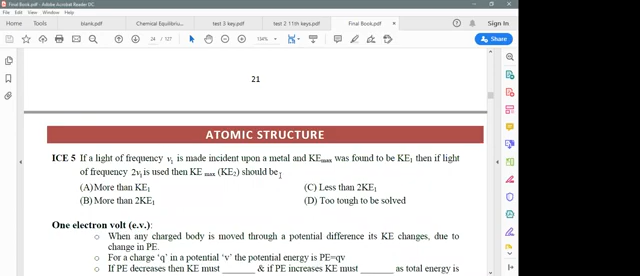 Final Book.pdf - Adobe Acrobat Reader DC
File Edit View Window Help
Home Tools blank.pdf Chemical Equilibriu... test 3 key.pdf test 2 11th keys.pdf Final Book.pdf × Sign In
24 / 127 134% Share
21
ATOMIC STRUCTURE
ICE 5 If a light of frequency ν₁ is made incident upon a metal and KEmax was found to be KE₁ then if light
of frequency 2ν₁ is used then KE max (KE₂) should be
(A) More than KE₁ (C) Less than 2KE₁
(B) More than 2KE₁ (D) Too tough to be solved
One electron volt (e.v.):
o When any charged body is moved through a potential difference its KE changes, due to
change in PE.
o For a charge 'q' in a potential 'v' the potential energy is PE=qv
o If PE decreases then KE must _______ & if PE increases KE must _______ as total energy is